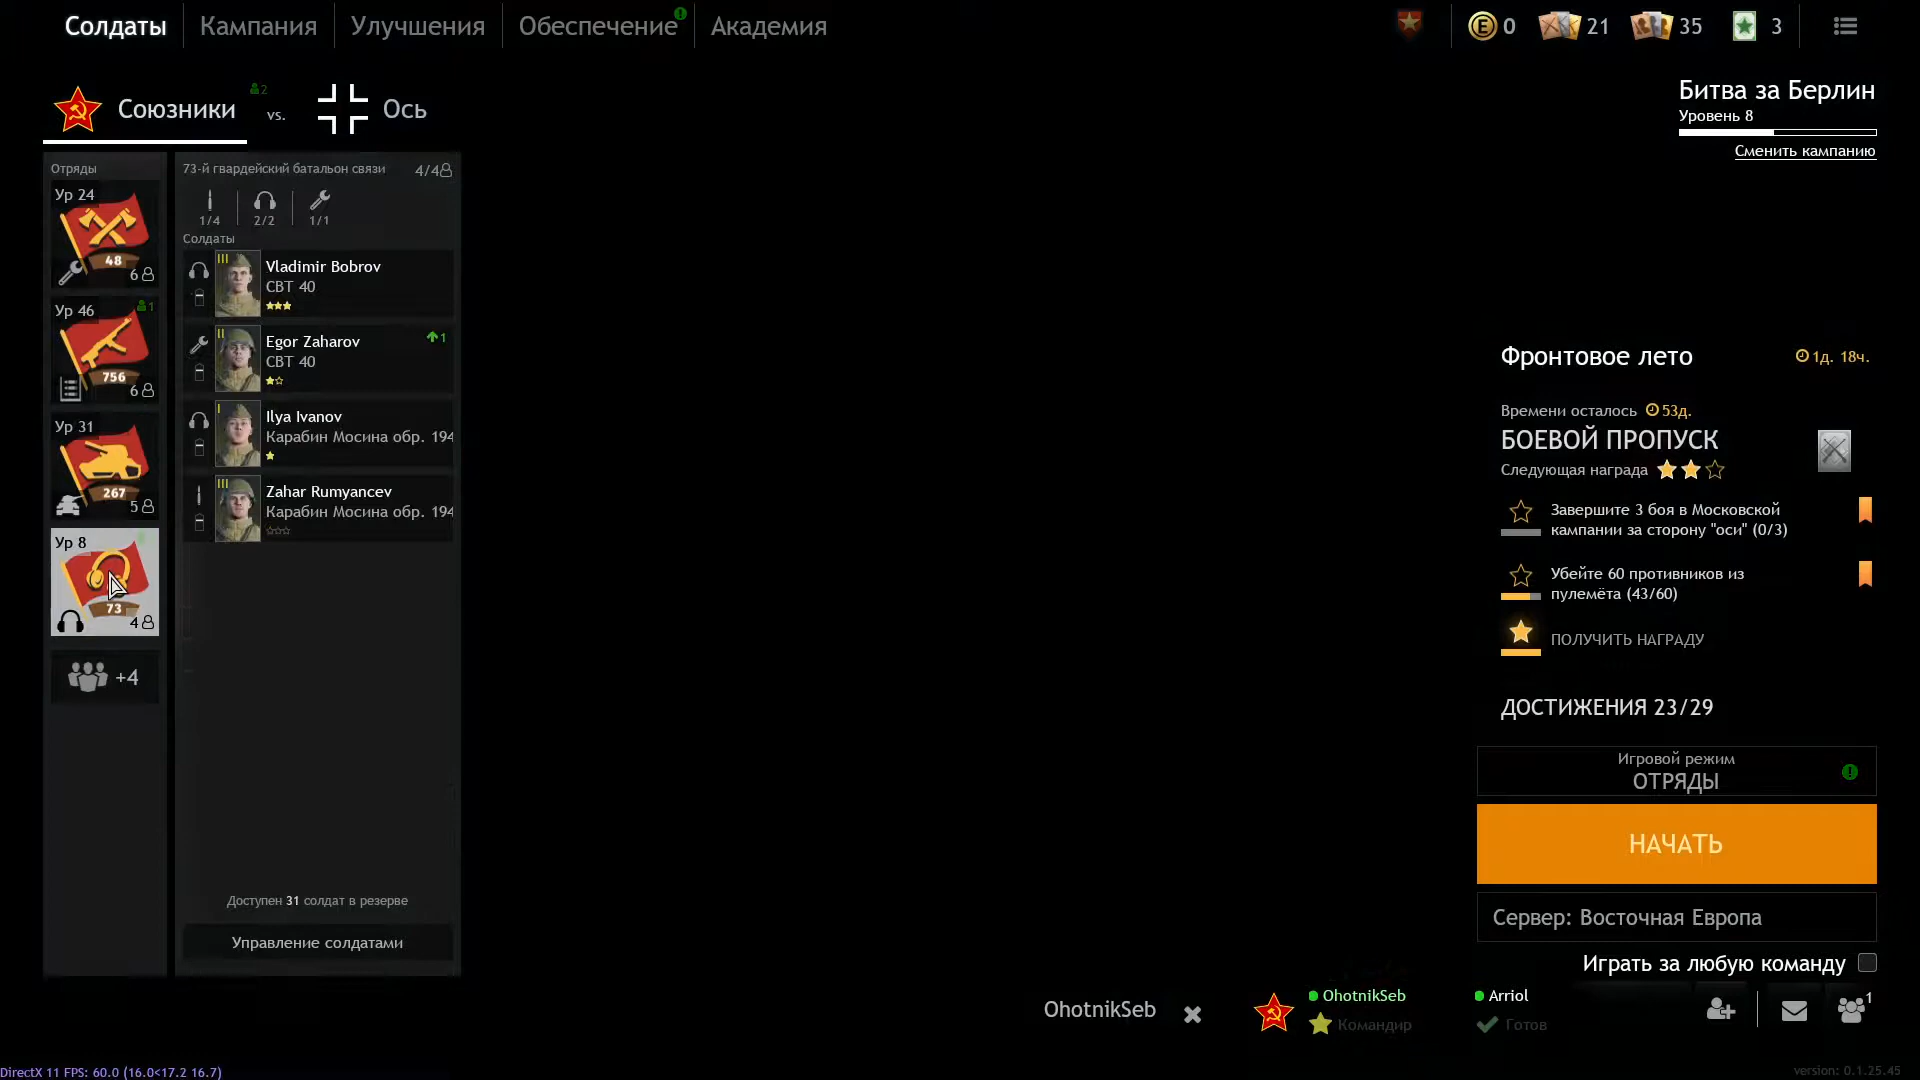 Солдаты
Кампания
Улучшения
Обеспечение
Академия
0
21
35
3
Союзники
2
vs.
Ось
Битва за Берлин
Уровень 8
Сменить кампанию
Отряды
Ур 24
48
6
Ур 46
1
756
6
Ур 31
267
5
Ур 8
73
4
+4
73-й гвардейский батальон связи
4/4
1/4
2/2
1/1
Солдаты
III
Vladimir Bobrov
СВТ 40
II
Egor Zaharov
1
СВТ 40
I
Ilya Ivanov
Карабин Мосина обр. 194
III
Zahar Rumyancev
Карабин Мосина обр. 194
Доступен 31 солдат в резерве
Управление солдатами
Фронтовое лето
1д. 18ч.
Времени осталось 53д.
БОЕВОЙ ПРОПУСК
Следующая награда
Завершите 3 боя в Московской
кампании за сторону "оси" (0/3)
Убейте 60 противников из
пулемёта (43/60)
ПОЛУЧИТЬ НАГРАДУ
ДОСТИЖЕНИЯ 23/29
Игровой режим
ОТРЯДЫ
НАЧАТЬ
Сервер: Восточная Европа
Играть за любую команду
OhotnikSeb
OhotnikSeb
Командир
Arriol
Готов
1
DirectX 11 FPS: 60.0 (16.0<17.2 16.7)
version: 0.1.25.45